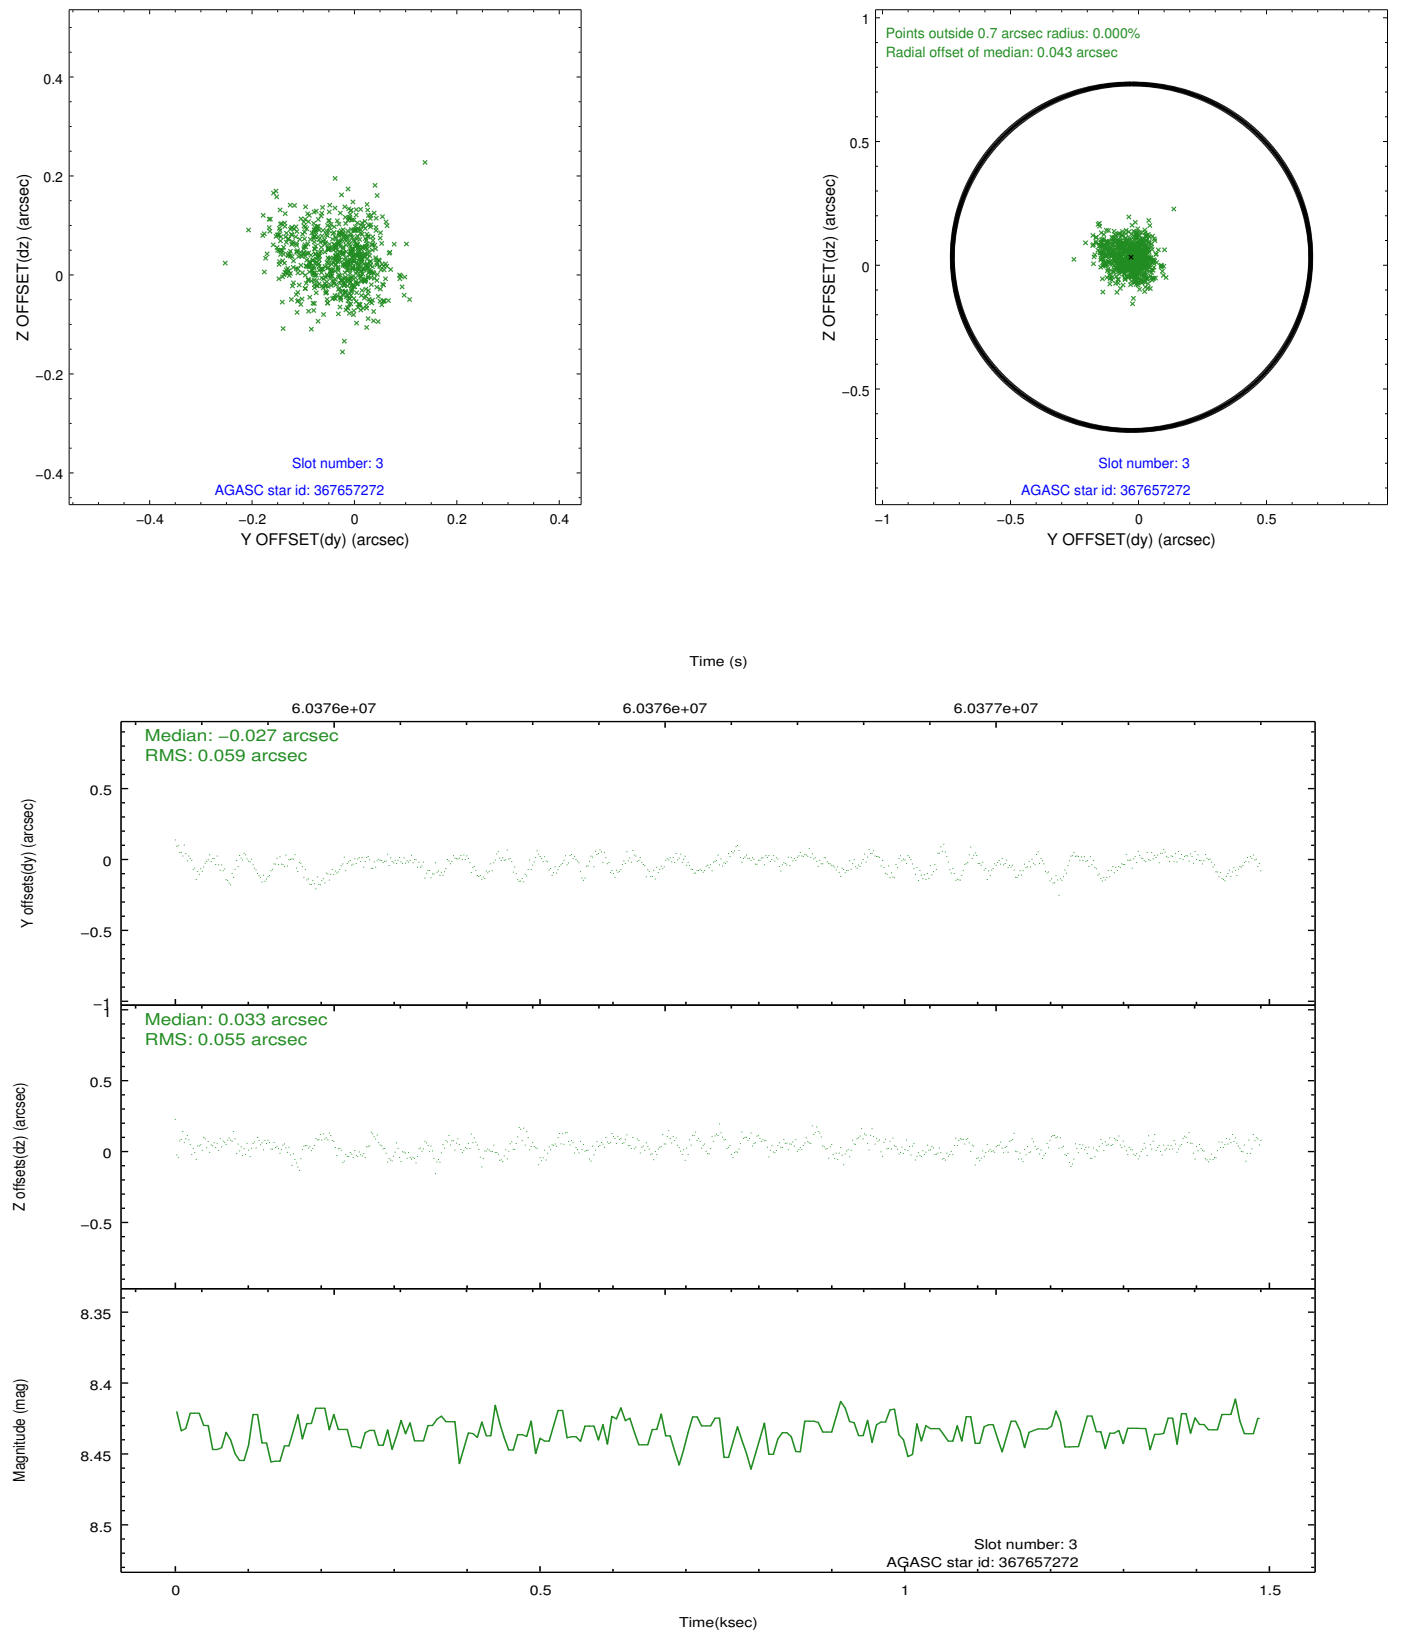 0.4
0.2
0
−0.2
−0.4
Z OFFSET(dz) (arcsec)
Slot number: 3
AGASC star id: 367657272
−0.4 −0.2 0 0.2 0.4
Y OFFSET(dy) (arcsec)
Points outside 0.7 arcsec radius: 0.000%
Radial offset of median: 0.043 arcsec
1
0.5
0
−0.5
Z OFFSET(dz) (arcsec)
Slot number: 3
AGASC star id: 367657272
−1 −0.5 0 0.5
Y OFFSET(dy) (arcsec)
Time (s)
6.0376e+07 6.0376e+07 6.0377e+07
Median: −0.027 arcsec
RMS: 0.059 arcsec
0.5
0
−0.5
−1
Y offsets(dy) (arcsec)
Median: 0.033 arcsec
RMS: 0.055 arcsec
1
0.5
0
−0.5
Z offsets(dz) (arcsec)
8.35
8.4
8.45
8.5
Magnitude (mag)
Slot number: 3
AGASC star id: 367657272
0 0.5 1 1.5
Time(ksec)